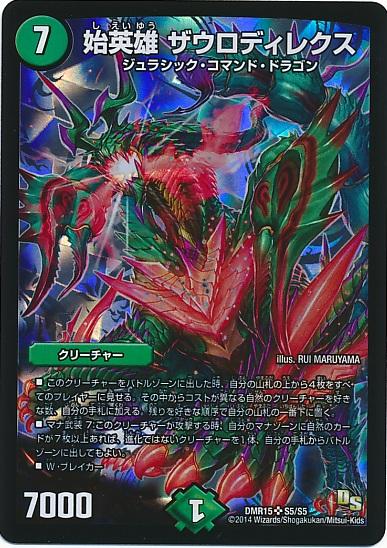 7
しえいゆう
始英雄 ザウロディレクス
ジュラシック・コマンド・ドラゴン
クリーチャー
illus. RUI MARUYAMA
■このクリーチャーをバトルゾーンに出した時、自分の山札の上から4枚をすべ
てのプレイヤーに見せる。その中からコストが異なる自然のクリーチャーを好
きな数、自分の手札に加える。残りを好きな順序で自分の山札の一番下に置く。
■マナ武装 7:このクリーチャーが攻撃する時、自分のマナゾーンに自然のカー
ドが7枚以上あれば、進化ではないクリーチャーを1体、自分の手札からバトル
ゾーンに出してもよい。
■W・ブレイカー
7000
1
DS
DMR15 S5/S5
©2014 Wizards/Shogakukan/Mitsui-Kids